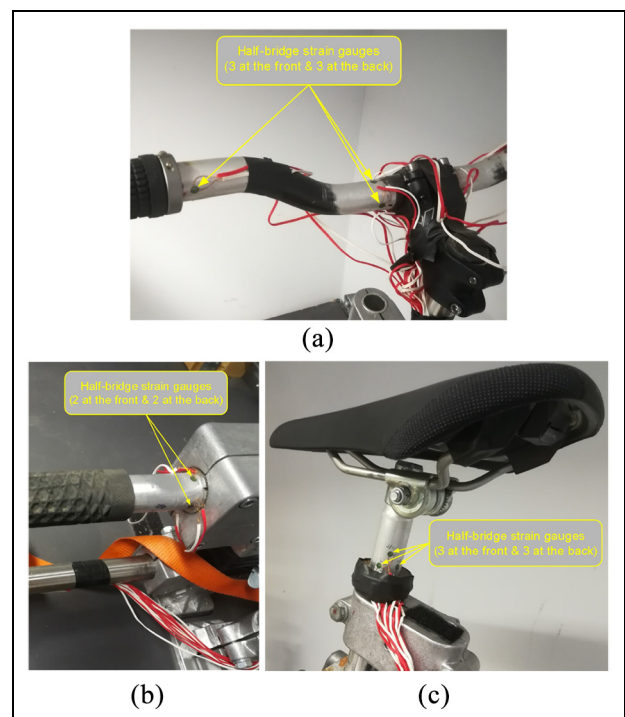 Half-bridge strain gauges
(3 at the front & 3 at the back)
(a)
Half-bridge strain gauges
(2 at the front & 2 at the back)
Half-bridge strain gauges
(3 at the front & 3 at the back)
(b)
(c)